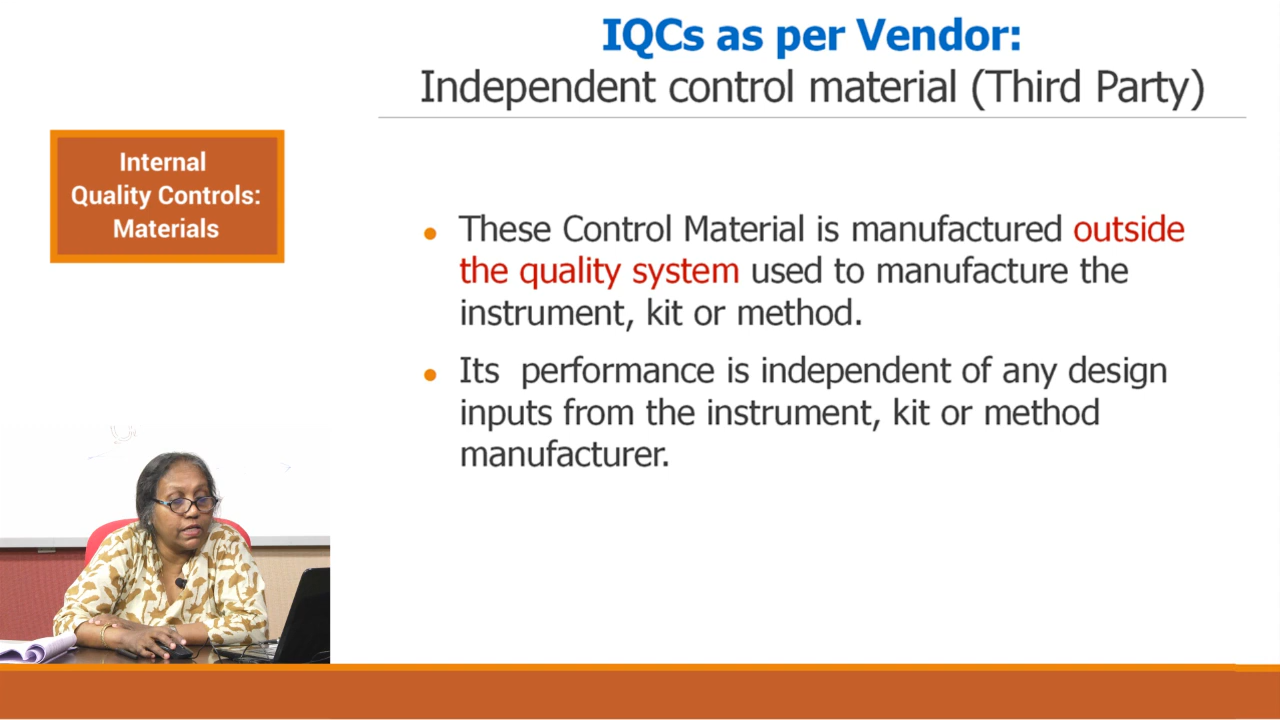 IQCs as per Vendor:
Independent control material (Third Party)
Internal
Quality Controls:
Materials
• These Control Material is manufactured outside
the quality system used to manufacture the
instrument, kit or method.
• Its performance is independent of any design
inputs from the instrument, kit or method
manufacturer.